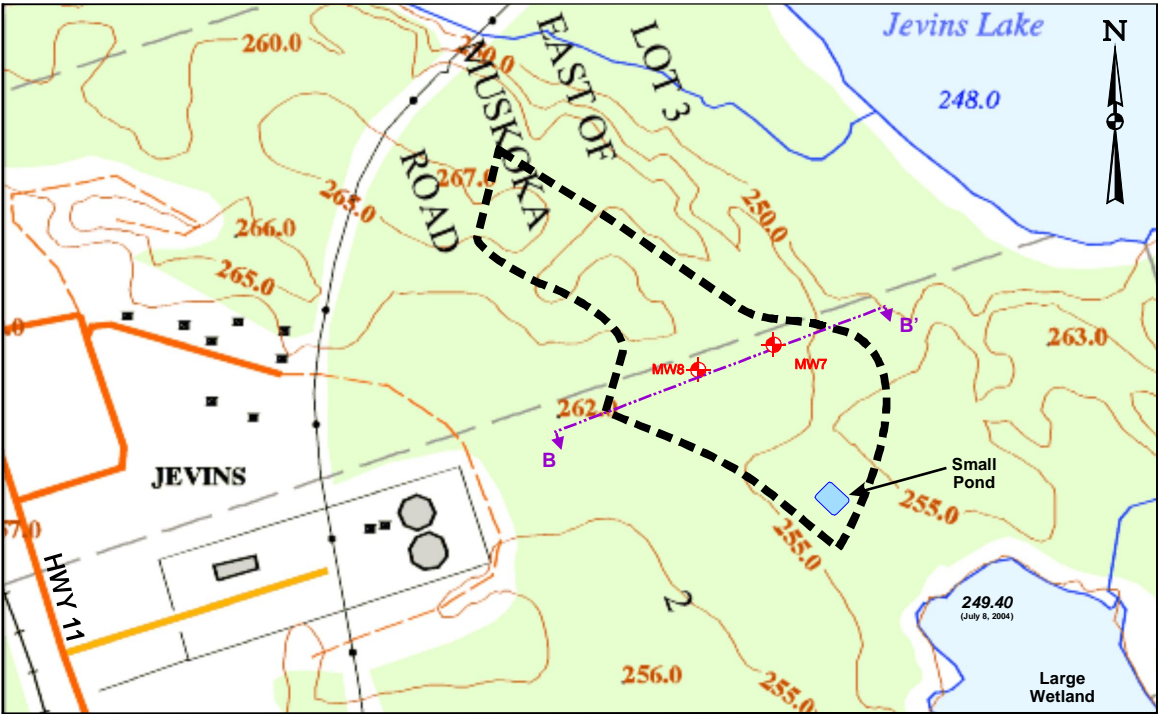 Jevins Lake
248.0
N
260.0
260.0
LOT 3
EAST OF
MUSKOKA
ROAD
267.0
265.0
266.0
265.0
250.0
263.0
B'
MW8
MW7
262.0
B
JEVINS
Small
Pond
255.0
255.0
HWY 11
2
249.40
(July 8, 2004)
256.0
255.0
Large
Wetland